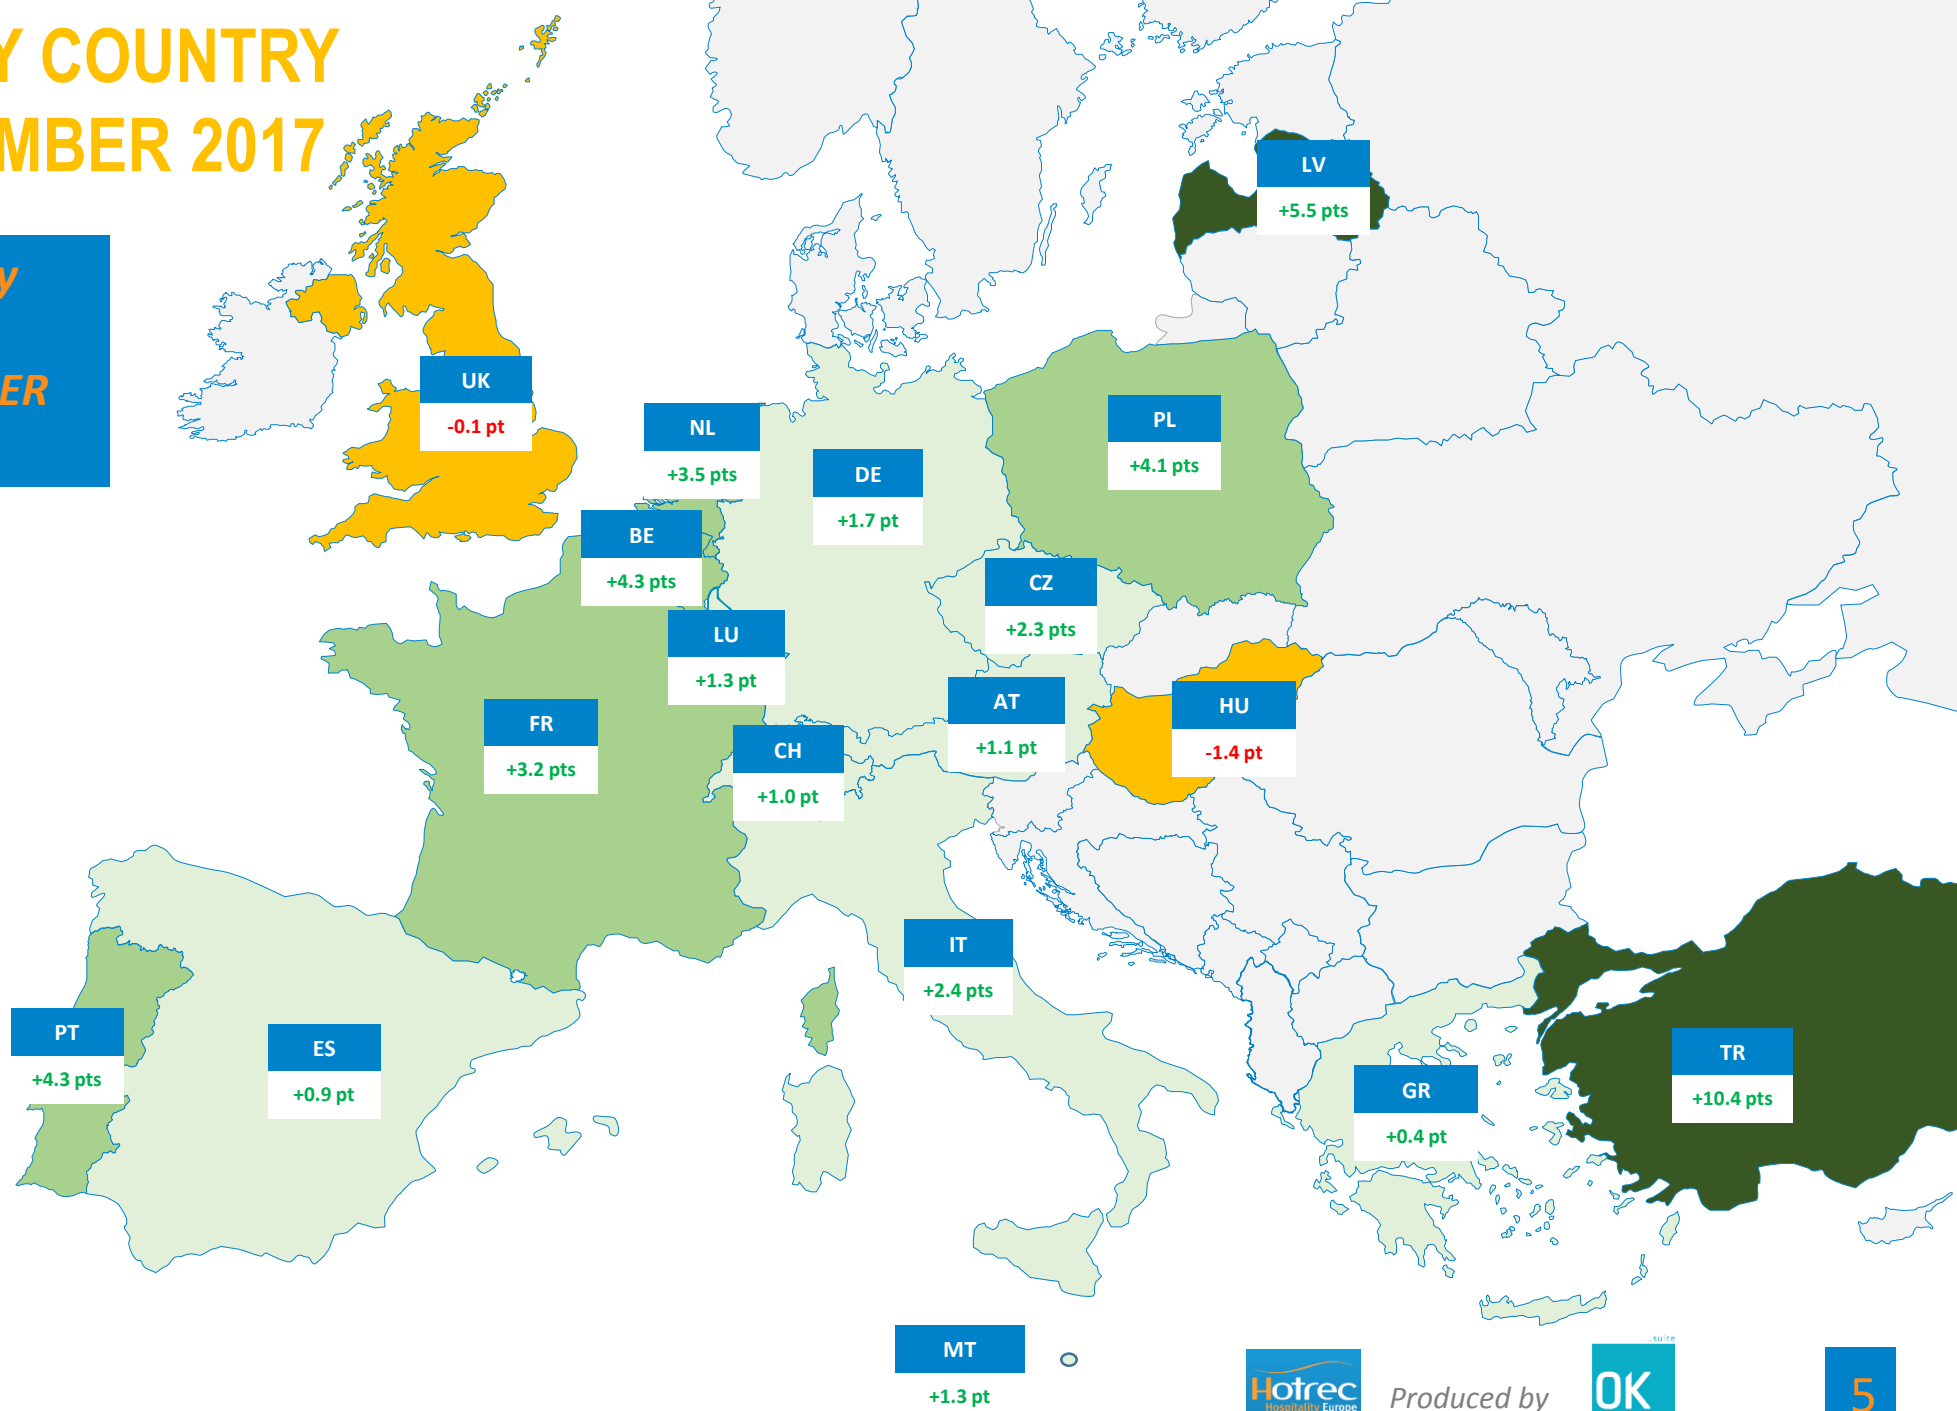 Y COUNTRY
MBER 2017
y
ER
LV
+5.5 pts
UK
-0.1 pt
NL
+3.5 pts
PL
+4.1 pts
DE
+1.7 pt
BE
+4.3 pts
CZ
+2.3 pts
LU
+1.3 pt
AT
+1.1 pt
HU
-1.4 pt
FR
+3.2 pts
CH
+1.0 pt
IT
+2.4 pts
PT
+4.3 pts
ES
+0.9 pt
TR
+10.4 pts
GR
+0.4 pt
MT
+1.3 pt
Hotrec
Hospitality Europe
Produced by
suite
OK
5